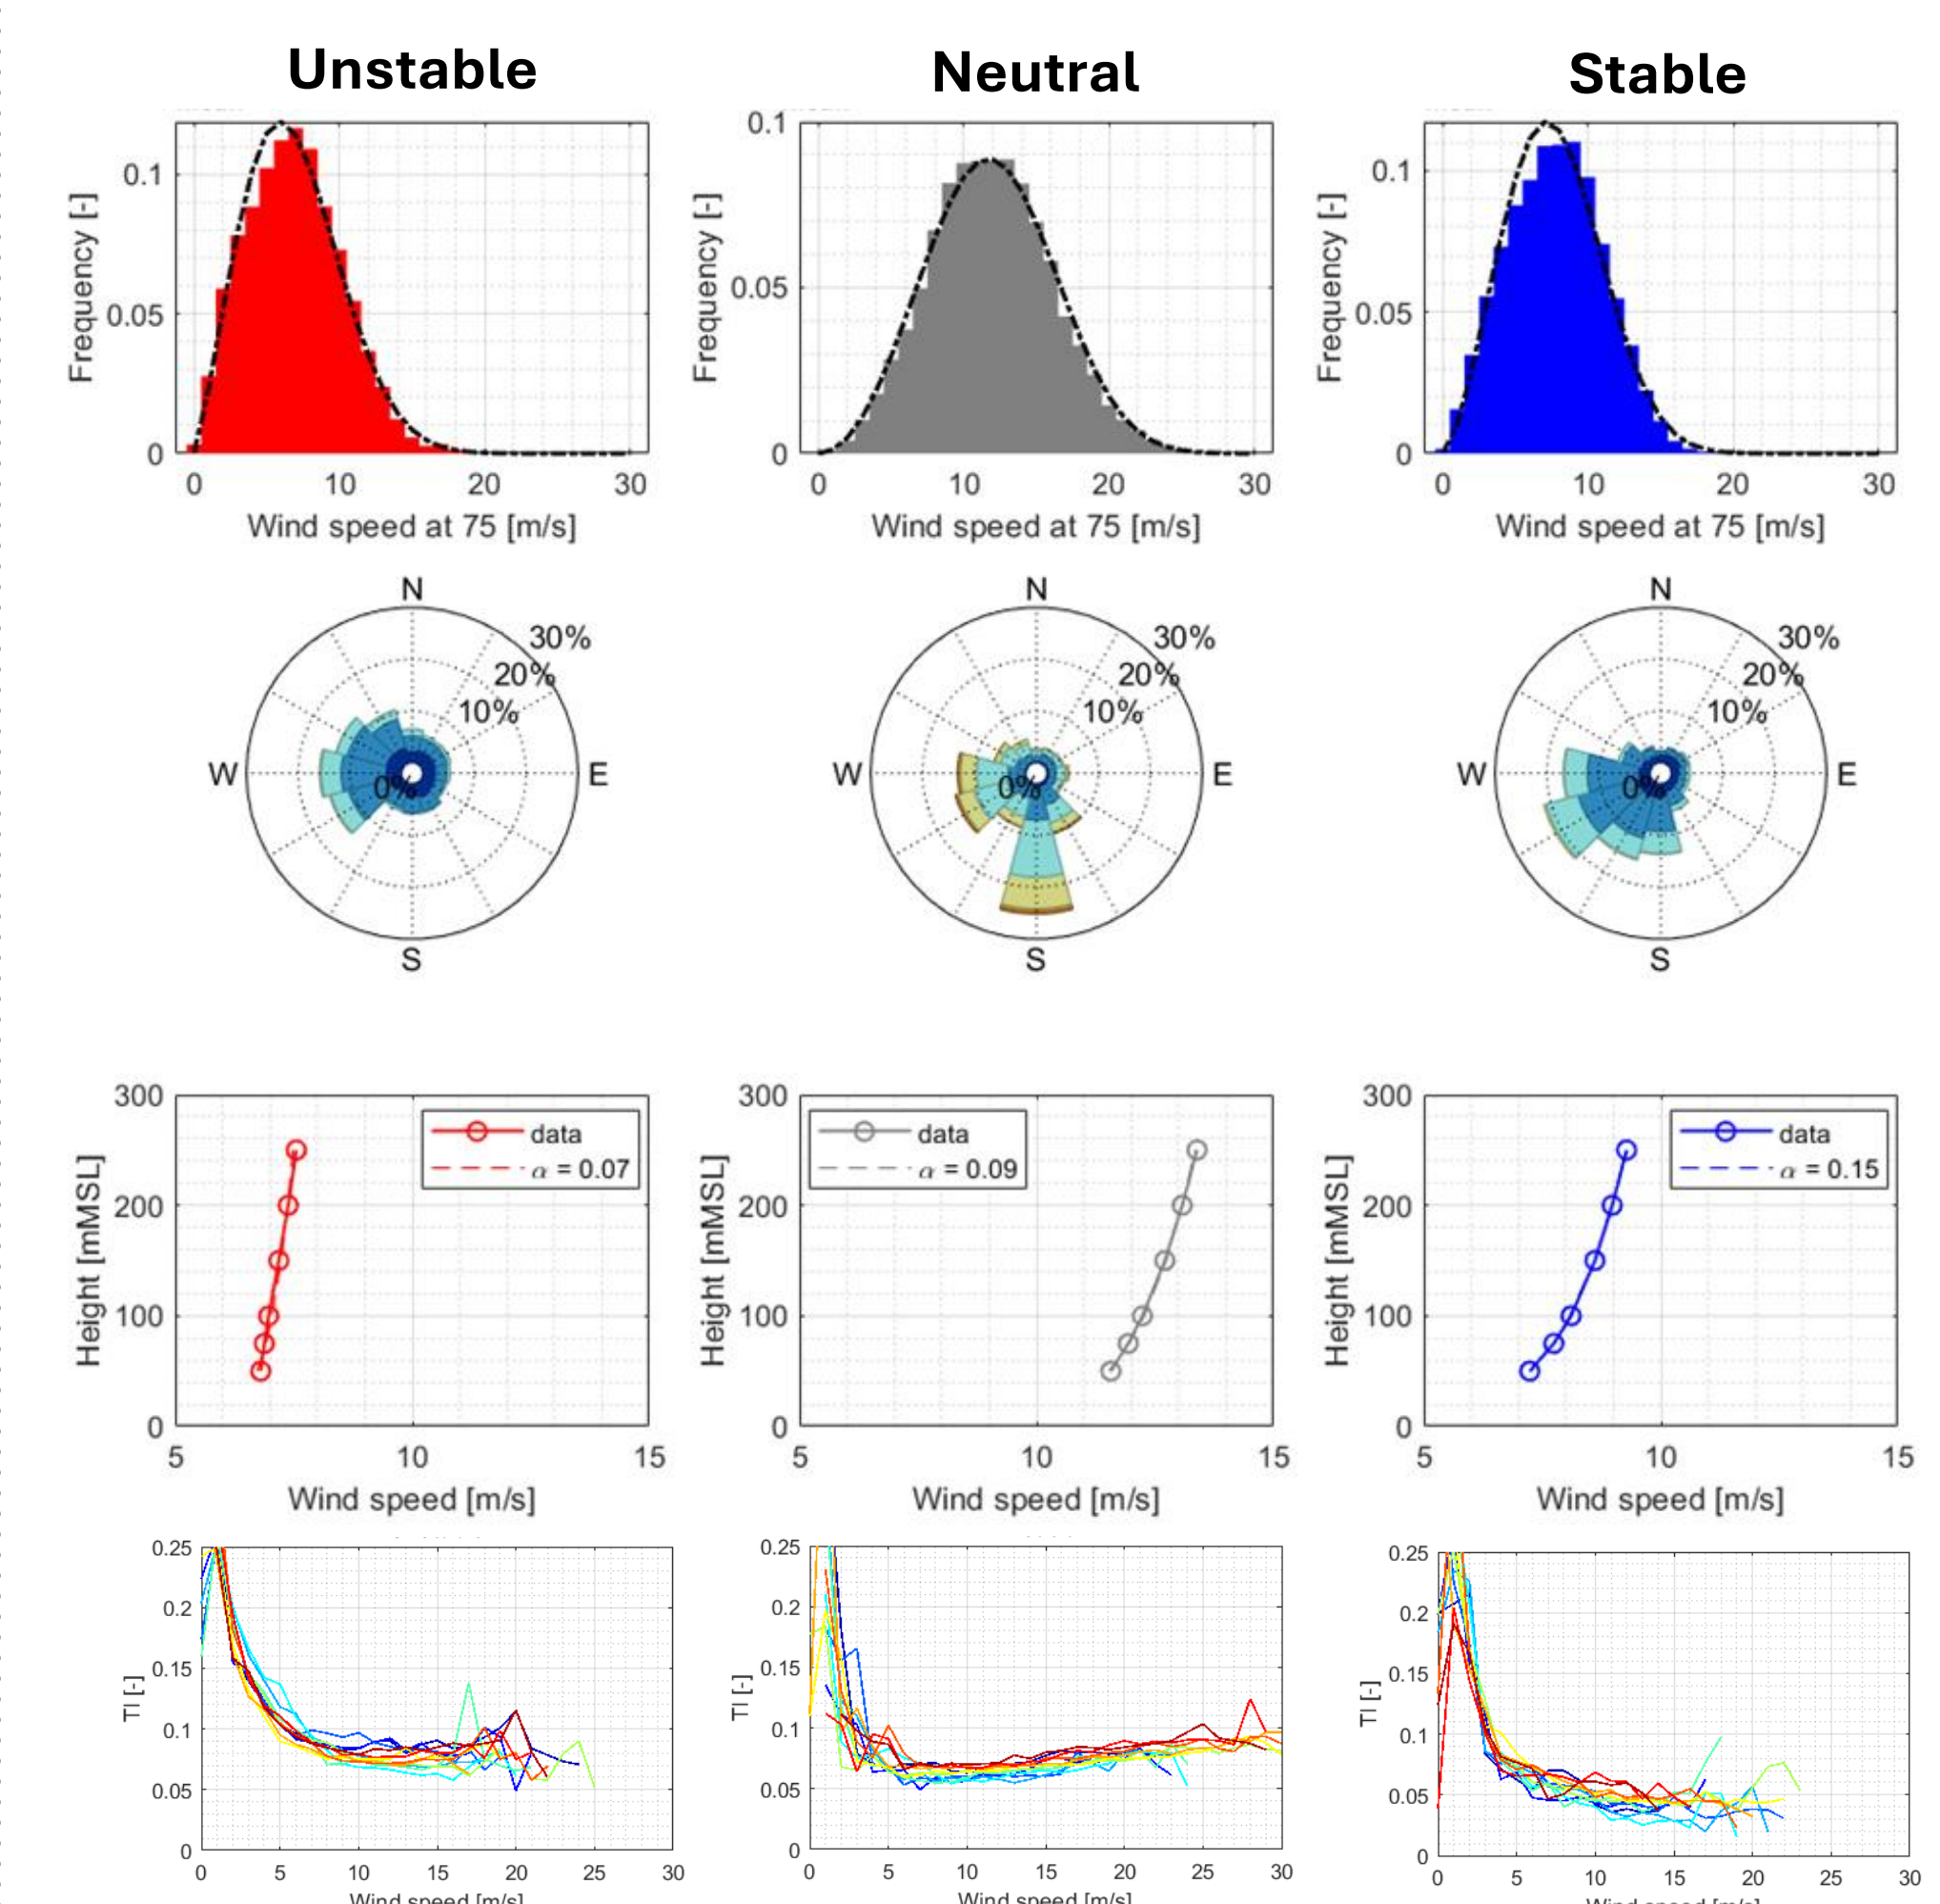 Unstable Neutral Stable
0.1 0.1 0.1
0.05 0.05 0.05
0 0 0
Frequency [-] Frequency [-] Frequency [-]
0 10 20 30 0 10 20 30 0 10 20 30
Wind speed at 75 [m/s] Wind speed at 75 [m/s] Wind speed at 75 [m/s]
N N N
30% 30% 30%
20% 20% 20%
10% 10% 10%
W 0% E W 0% E W 0% E
S S S
300 300 300
data data data
α = 0.07 α = 0.09 α = 0.15
200 200 200
100 100 100
0 0 0
Height [mMSL] Height [mMSL] Height [mMSL]
5 10 15 5 10 15 5 10 15
Wind speed [m/s] Wind speed [m/s] Wind speed [m/s]
0.25 0.25 0.25
0.2 0.2 0.2
0.15 0.15 0.15
TI [-] TI [-] TI [-]
0.1 0.1 0.1
0.05 0.05 0.05
0 0 0
0 5 10 15 20 25 30 0 5 10 15 20 25 30 0 5 10 15 20 25 30
Wind speed [m/s] Wind speed [m/s] Wind speed [m/s]